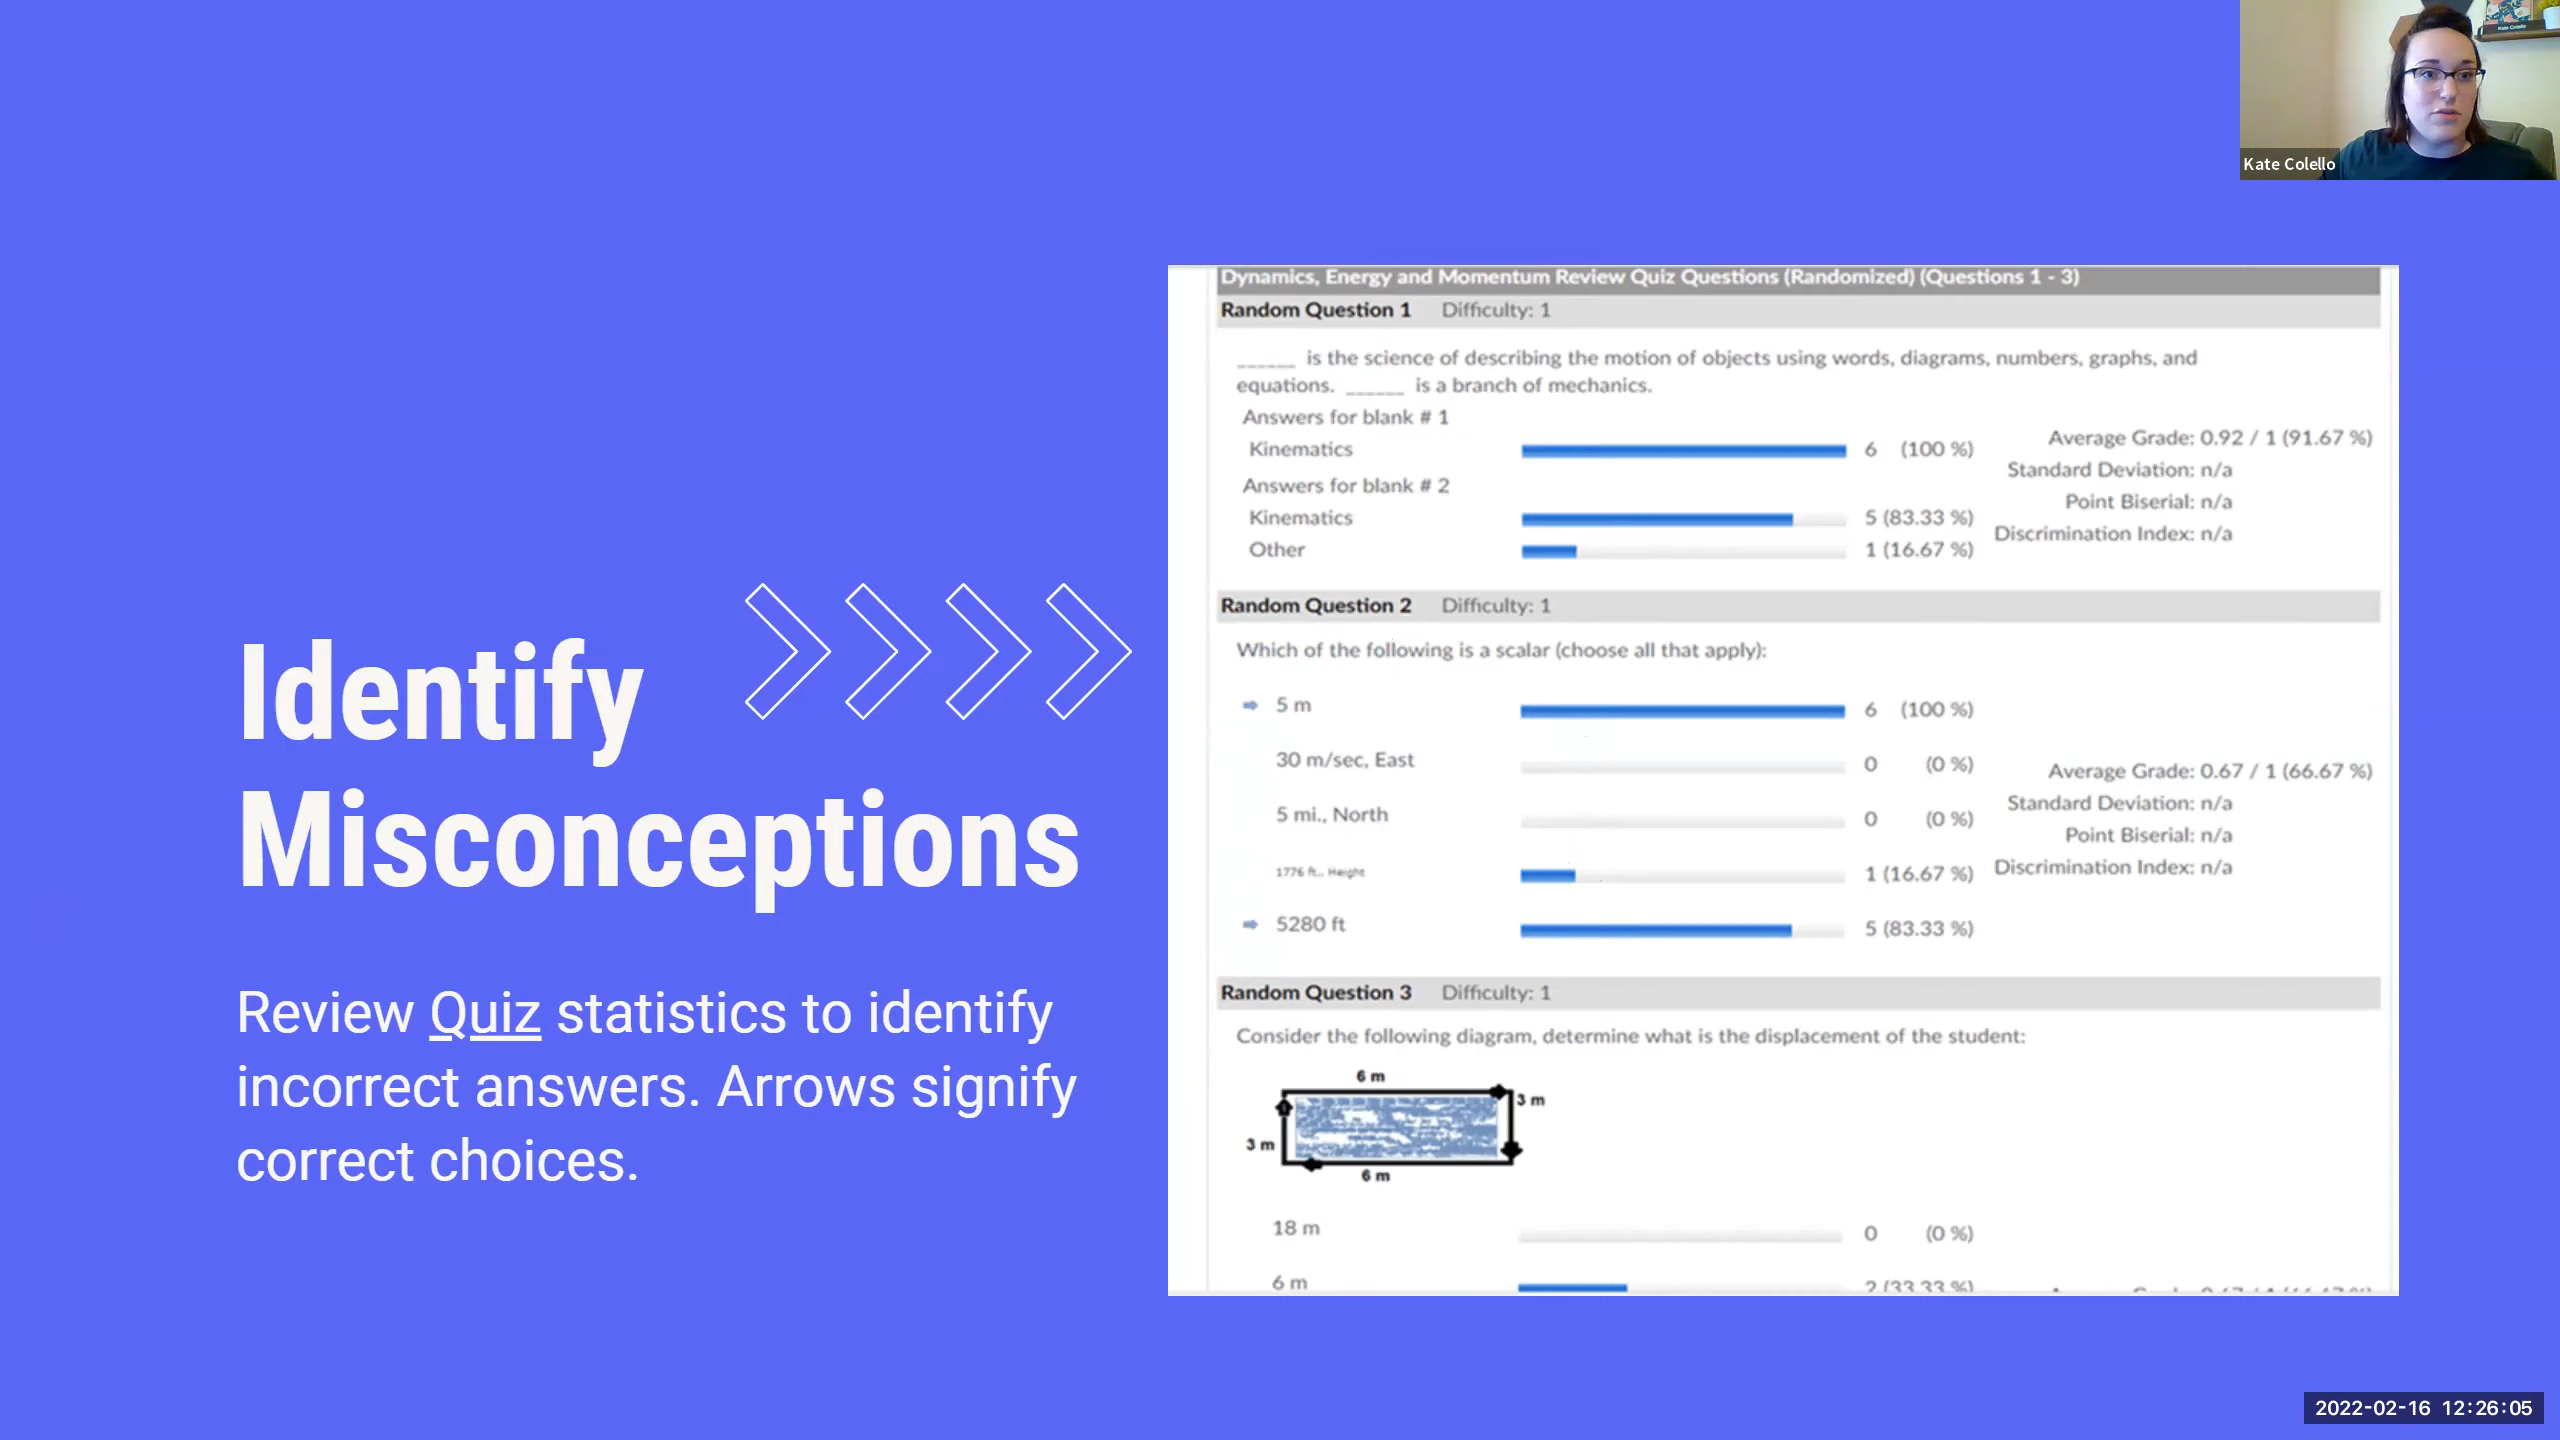 Kate Colello
Identify
Misconceptions
Review Quiz statistics to identify
incorrect answers. Arrows signify
correct choices.
Dynamics, Energy and Momentum Review Quiz Questions (Randomized) (Questions 1 - 3)
Random Question 1 Difficulty: 1
______ is the science of describing the motion of objects using words, diagrams, numbers, graphs, and
equations. ______ is a branch of mechanics.
Answers for blank # 1
Kinematics 6 (100 %)
Answers for blank # 2
Kinematics 5 (83.33 %)
Other 1 (16.67 %)
Average Grade: 0.92 / 1 (91.67 %)
Standard Deviation: n/a
Point Biserial: n/a
Discrimination Index: n/a
Random Question 2 Difficulty: 1
Which of the following is a scalar (choose all that apply):
5 m 6 (100 %)
30 m/sec, East 0 (0 %)
5 mi., North 0 (0 %)
1776 ft., Height 1 (16.67 %)
5280 ft 5 (83.33 %)
Average Grade: 0.67 / 1 (66.67 %)
Standard Deviation: n/a
Point Biserial: n/a
Discrimination Index: n/a
Random Question 3 Difficulty: 1
Consider the following diagram, determine what is the displacement of the student:
6 m
3 m
3 m
6 m
18 m 0 (0 %)
6 m 2 (33.33 %)
2022-02-16 12:26:05